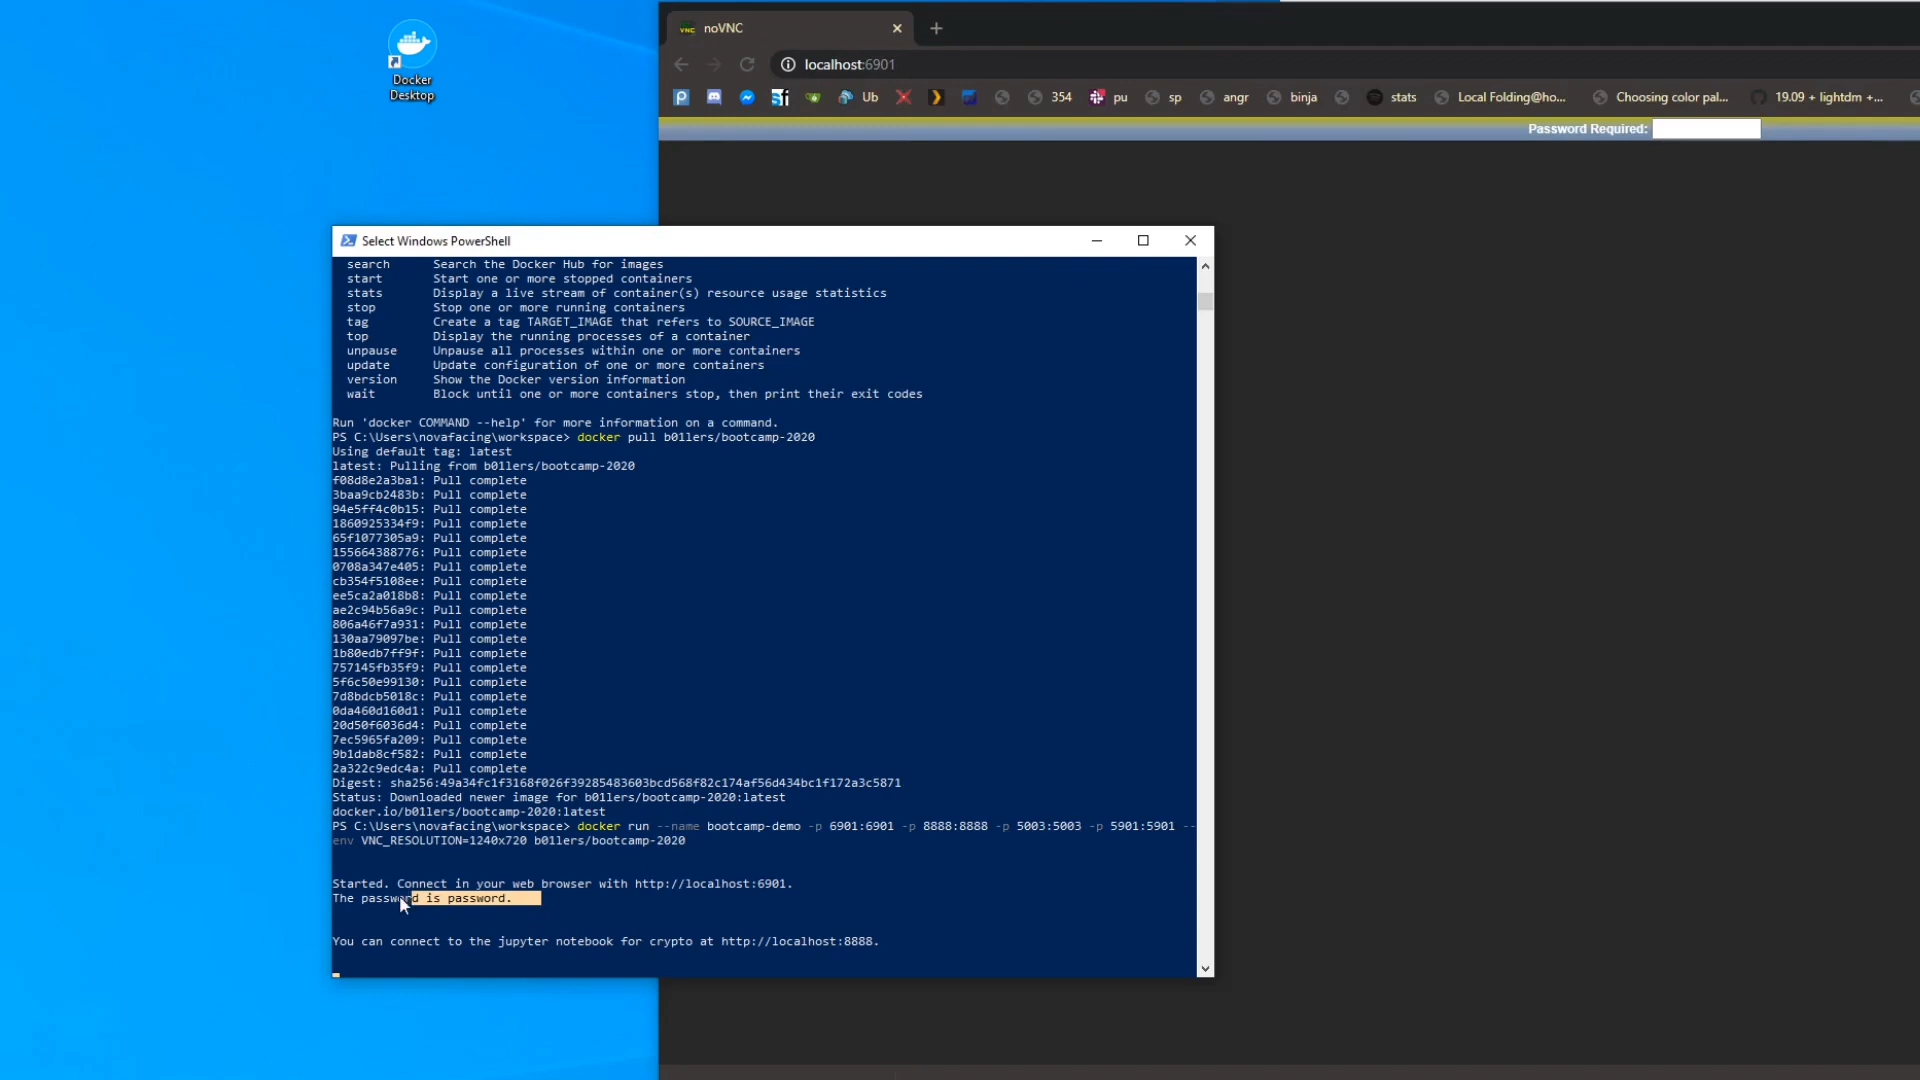 Docker
Desktop
VNC noVNC
localhost:6901
Ub
354
pu
sp
angr
binja
stats
Local Folding@ho...
Choosing color pal...
19.09 + lightdm +...
Password Required:
Select Windows PowerShell
search Search the Docker Hub for images
start Start one or more stopped containers
stats Display a live stream of container(s) resource usage statistics
stop Stop one or more running containers
tag Create a tag TARGET_IMAGE that refers to SOURCE_IMAGE
top Display the running processes of a container
unpause Unpause all processes within one or more containers
update Update configuration of one or more containers
version Show the Docker version information
wait Block until one or more containers stop, then print their exit codes
Run 'docker COMMAND --help' for more information on a command.
PS C:\Users\novafacing\workspace> docker pull b01lers/bootcamp-2020
Using default tag: latest
latest: Pulling from b01lers/bootcamp-2020
f08d8e2a3ba1: Pull complete
3baa9cb2483b: Pull complete
94e5ff4c0b15: Pull complete
1860925334f9: Pull complete
65f1077305a9: Pull complete
155664388776: Pull complete
0708a347e405: Pull complete
cb354f5108ee: Pull complete
ee5ca2a018b8: Pull complete
ae2c94b56a9c: Pull complete
806a46f7a931: Pull complete
130aa79097be: Pull complete
1b80edb7ff9f: Pull complete
757145fb35f9: Pull complete
5f6c50e99130: Pull complete
7d8bdcb5018c: Pull complete
0da460d160d1: Pull complete
20d50f6036d4: Pull complete
7ec5965fa209: Pull complete
9b1dab8cf582: Pull complete
2a322c9edc4a: Pull complete
Digest: sha256:49a34fc1f3168f026f39285483603bcd568f82c174af56d434bc1f172a3c5871
Status: Downloaded newer image for b01lers/bootcamp-2020:latest
docker.io/b01lers/bootcamp-2020:latest
PS C:\Users\novafacing\workspace> docker run --name bootcamp-demo -p 6901:6901 -p 8888:8888 -p 5003:5003 -p 5901:5901 --
env VNC_RESOLUTION=1240x720 b01lers/bootcamp-2020
Started. Connect in your web browser with http://localhost:6901.
The password is password.
You can connect to the jupyter notebook for crypto at http://localhost:8888.